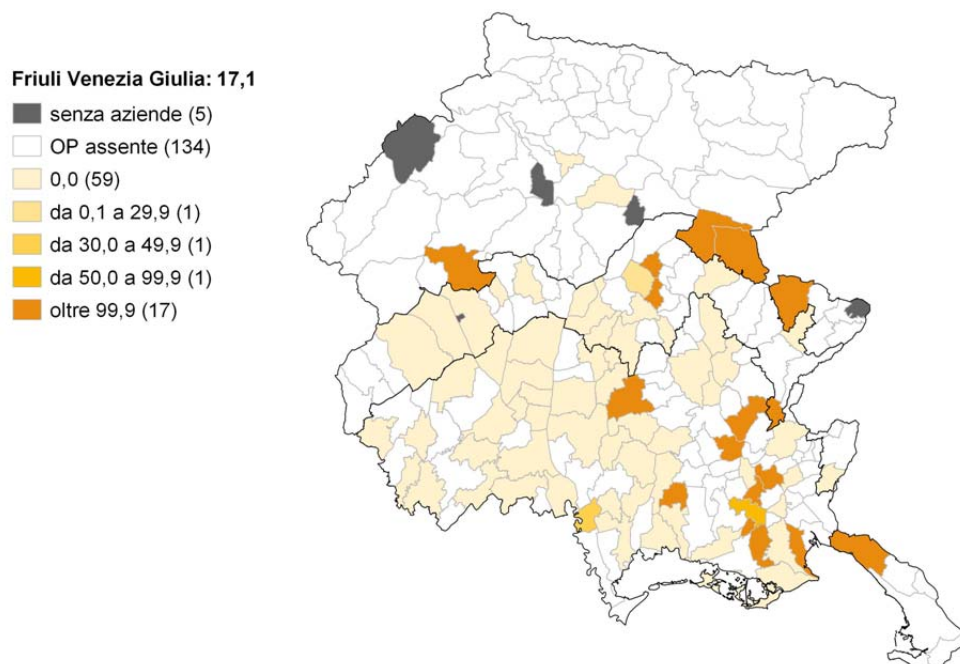 Friuli Venezia Giulia: 17,1
senza aziende (5)
OP assente (134)
0,0 (59)
da 0,1 a 29,9 (1)
da 30,0 a 49,9 (1)
da 50,0 a 99,9 (1)
oltre 99,9 (17)